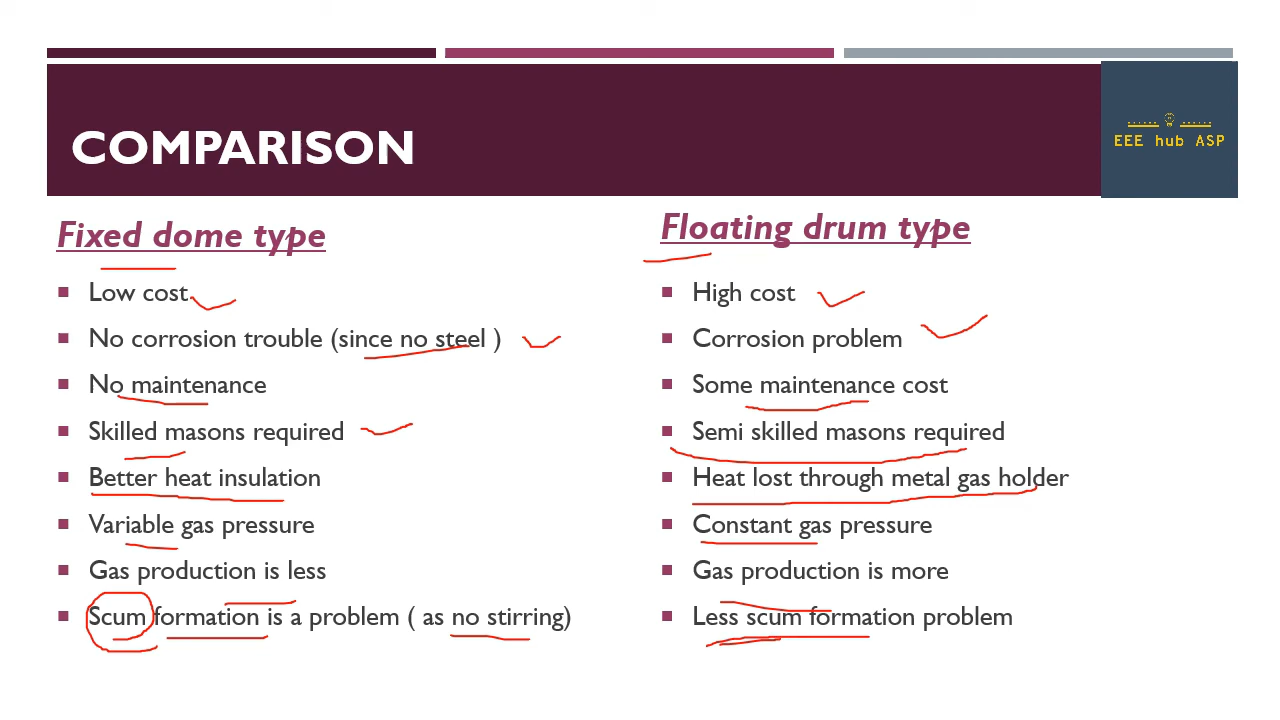 COMPARISON
EEE hub ASP
Fixed dome type
Low cost
No corrosion trouble (since no steel )
No maintenance
Skilled masons required
Better heat insulation
Variable gas pressure
Gas production is less
Scum formation is a problem ( as no stirring)
Floating drum type
High cost
Corrosion problem
Some maintenance cost
Semi skilled masons required
Heat lost through metal gas holder
Constant gas pressure
Gas production is more
Less scum formation problem